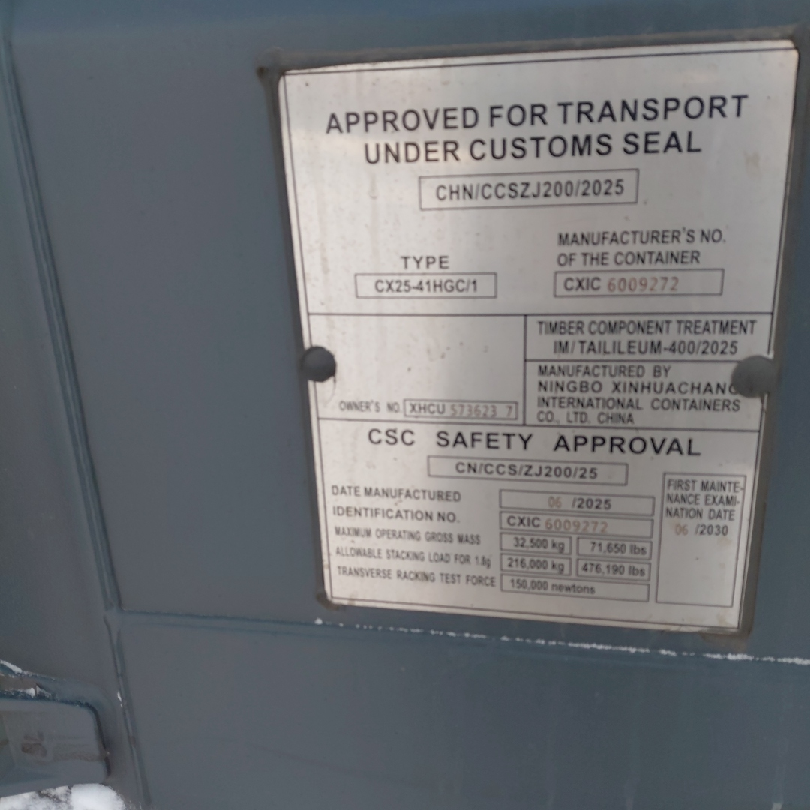 APPROVED FOR TRANSPORT
UNDER CUSTOMS SEAL
CHN/CCSZJ200/2025
TYPE
CX25-41HGC/1
MANUFACTURER'S NO.
OF THE CONTAINER
CXIC 6009272
TIMBER COMPONENT TREATMENT
IM/TAILILEUM-400/2025
OWNER'S NO. XHCU 573623 7
MANUFACTURED BY
NINGBO XINHUACHANG
INTERNATIONAL CONTAINERS
CO., LTD. CHINA
CSC SAFETY APPROVAL
CN/CCS/ZJ200/25
DATE MANUFACTURED 06 /2025
IDENTIFICATION NO. CXIC 6009272
MAXIMUM OPERATING GROSS MASS 32,500 kg 71,650 lbs
ALLOWABLE STACKING LOAD FOR 1.8g 216,000 kg 476,190 lbs
TRANSVERSE RACKING TEST FORCE 150,000 newtons
FIRST MAINTE-
NANCE EXAMI-
NATION DATE
06 /2030